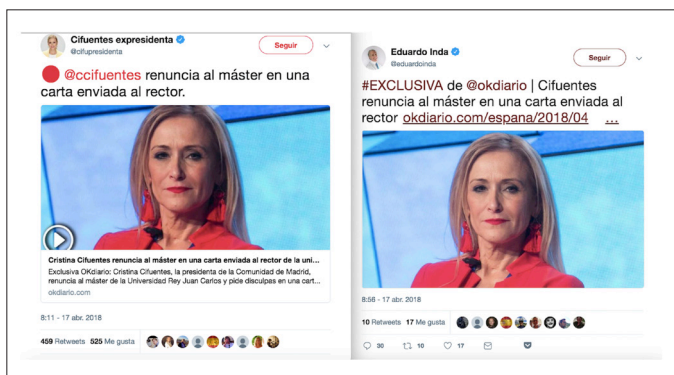 Cifuentes expresidenta
@cifupresidenta
Seguir
@ccifuentes renuncia al máster en una
carta enviada al rector.
Cristina Cifuentes renuncia al máster en una carta enviada al rector de la uni...
Exclusiva OKdiario: Cristina Cifuentes, la presidenta de la Comunidad de Madrid,
renuncia al máster de la Universidad Rey Juan Carlos y pide disculpas en una cart...
okdiario.com
8:11 - 17 abr. 2018
459 Retweets 525 Me gusta
Eduardo Inda
@eduardoinda
Seguir
#EXCLUSIVA de @okdiario | Cifuentes
renuncia al máster en una carta enviada al
rector okdiario.com/espana/2018/04 ...
8:56 - 17 abr. 2018
10 Retweets 17 Me gusta
30 10 17